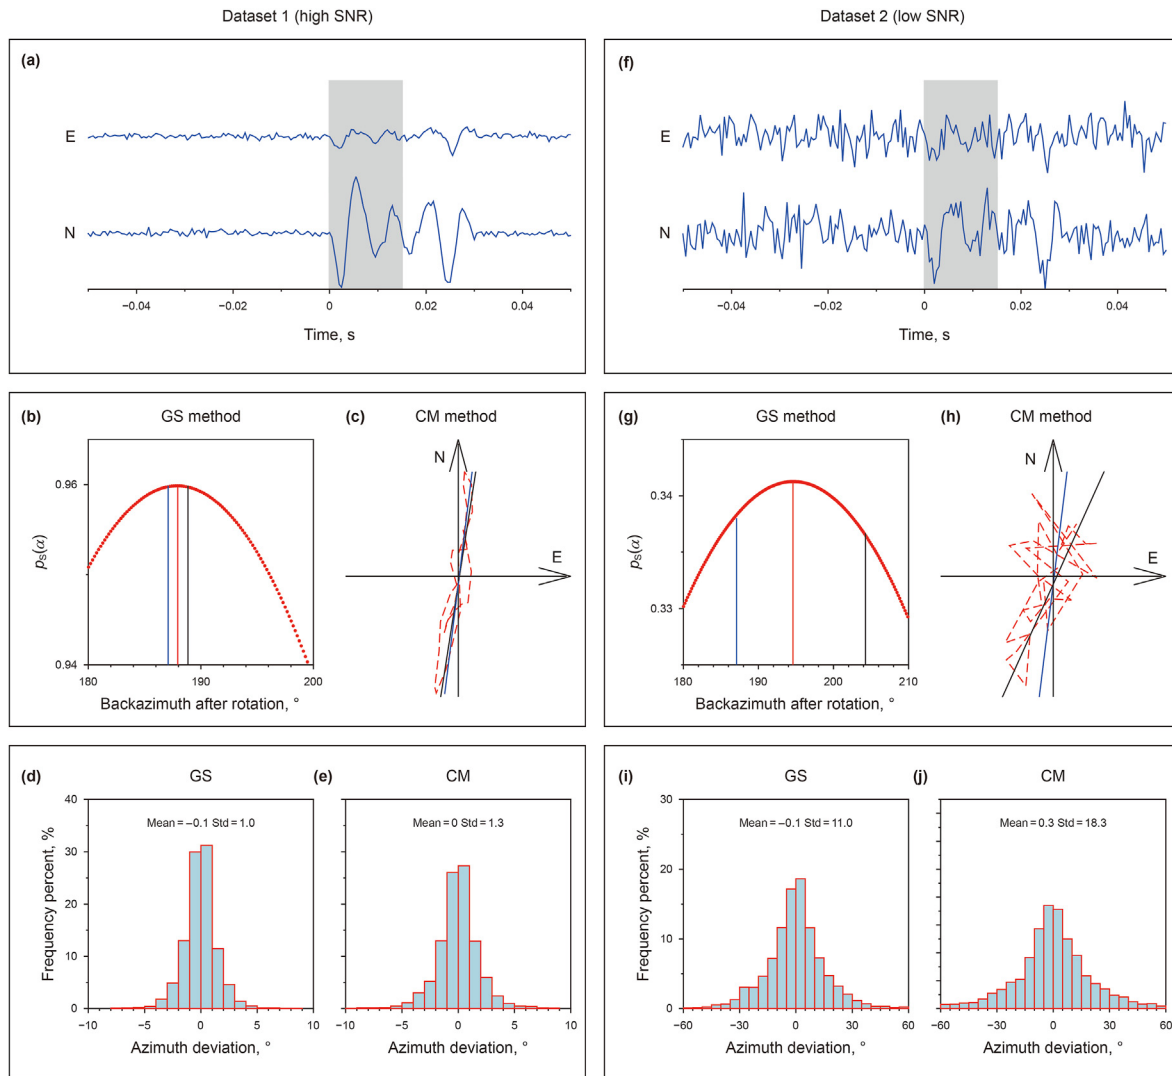 Dataset 1 (high SNR)
Dataset 2 (low SNR)
(a)
E
N
−0.04 −0.02 0 0.02 0.04
Time, s
(f)
E
N
−0.04 −0.02 0 0.02 0.04
Time, s
(b) GS method
0.96
0.94
pS(α)
180 190 200
Backazimuth after rotation, °
(c) CM method
N
E
(g) GS method
0.34
0.33
pS(α)
180 190 200 210
Backazimuth after rotation, °
(h) CM method
N
E
(d) GS
40
30
20
10
0
Frequency percent, %
Mean = −0.1 Std = 1.0
−10 −5 0 5 10
Azimuth deviation, °
(e) CM
Mean = 0 Std = 1.3
−10 −5 0 5 10
Azimuth deviation, °
(i) GS
30
20
10
0
Frequency percent, %
Mean = −0.1 Std = 11.0
−60 −30 0 30 60
Azimuth deviation, °
(j) CM
Mean = 0.3 Std = 18.3
−60 −30 0 30 60
Azimuth deviation, °